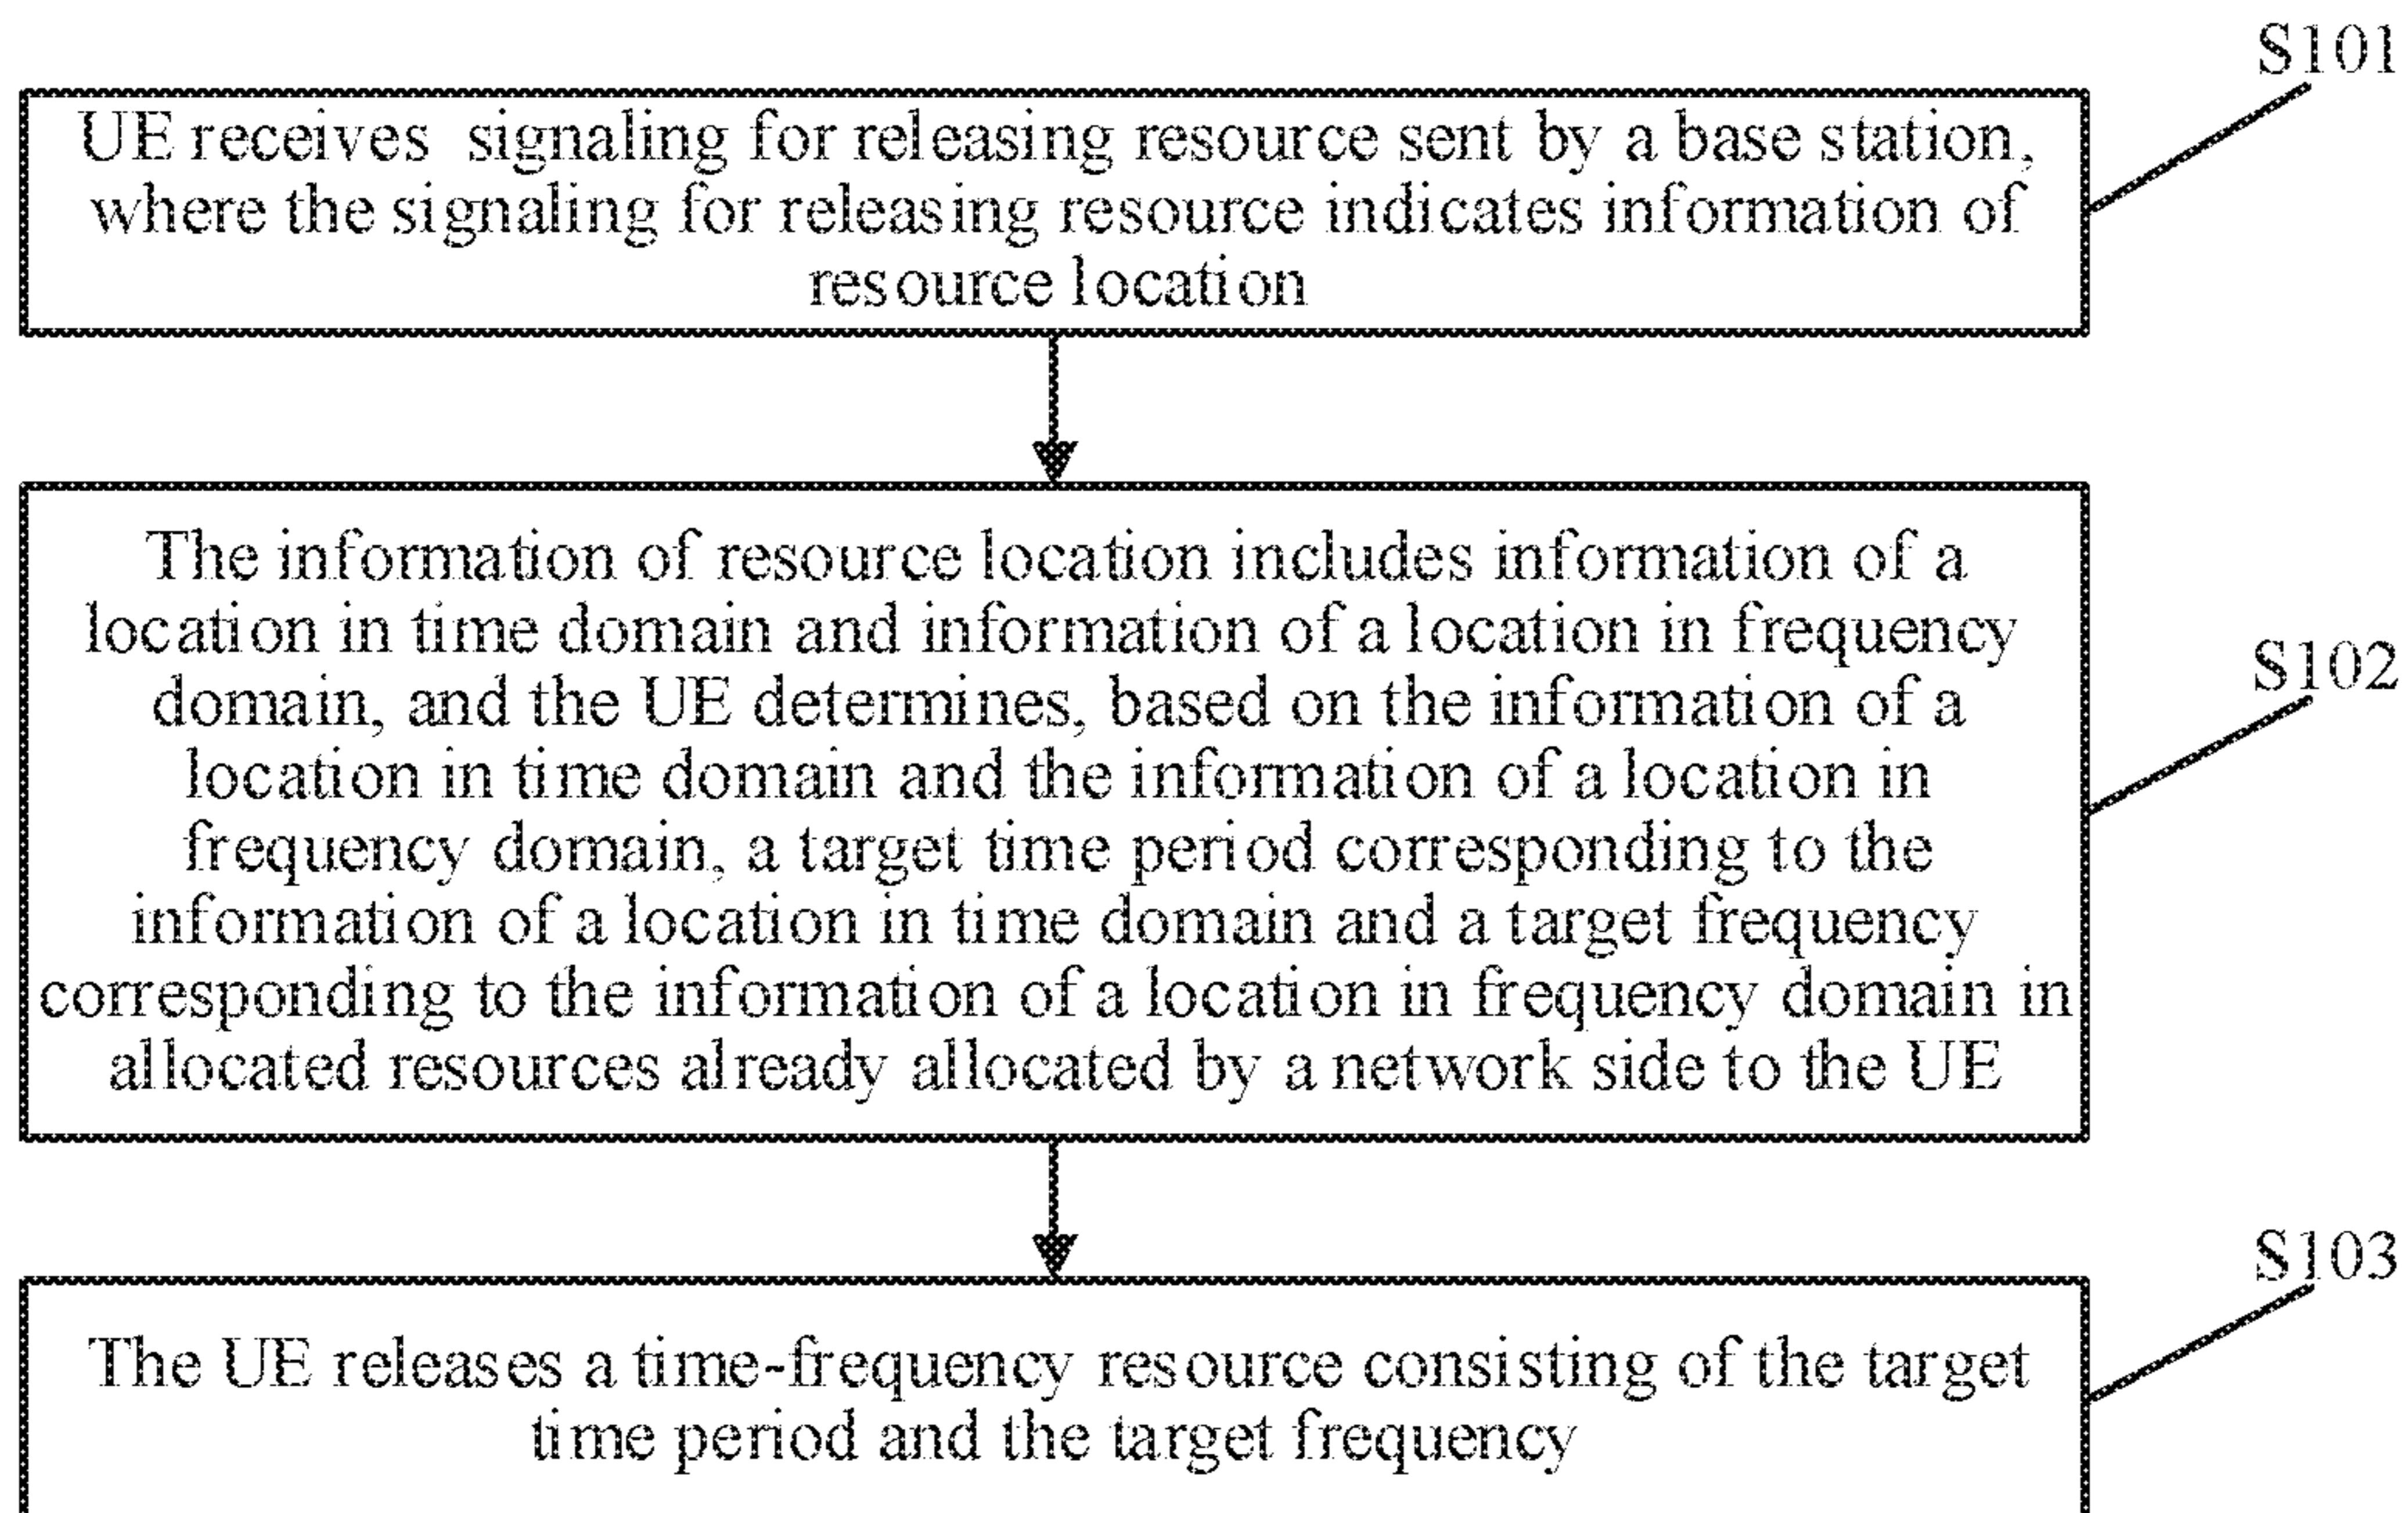 S101
UE receives signaling for releasing resource sent by a base station,
where the signaling for releasing resource indicates information of
resource location
The information of resource location includes information of a
location in time domain and information of a location in frequency
domain, and the UE determines, based on the information of a
location in time domain and the information of a location in
frequency domain, a target time period corresponding to the
information of a location in time domain and a target frequency
corresponding to the information of a location in frequency domain in
allocated resources already allocated by a network side to the UE
S102
S103
The UE releases a time-frequency resource consisting of the target
time period and the target frequency